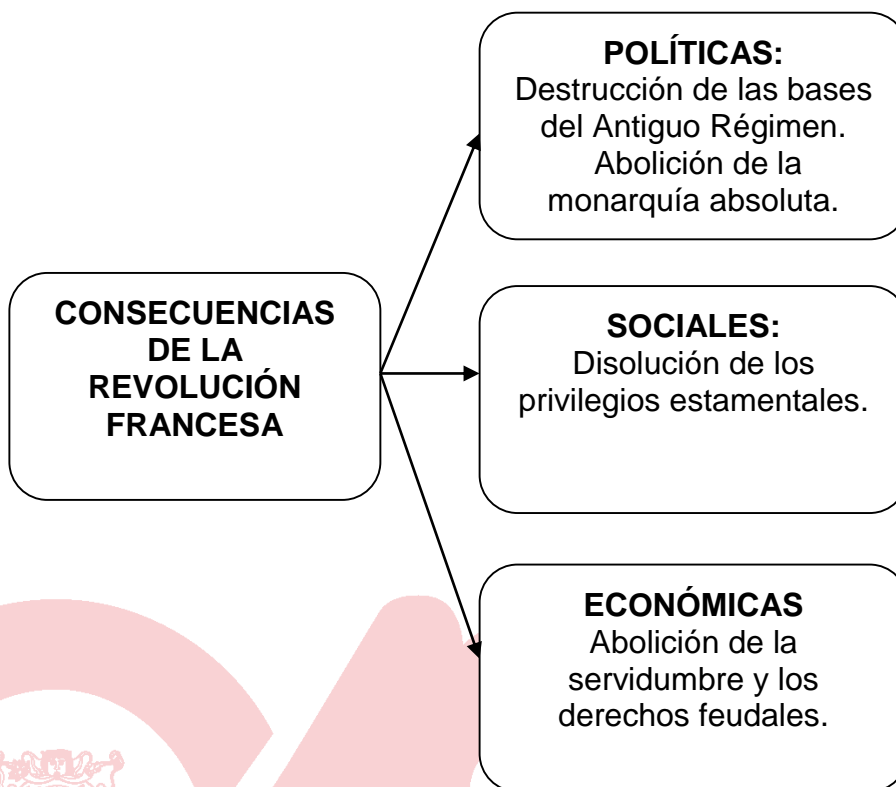 CONSECUENCIAS
DE LA
REVOLUCIÓN
FRANCESA
POLÍTICAS:
Destrucción de las bases
del Antiguo Régimen.
Abolición de la
monarquía absoluta.
SOCIALES:
Disolución de los
privilegios estamentales.
ECONÓMICAS
Abolición de la
servidumbre y los
derechos feudales.